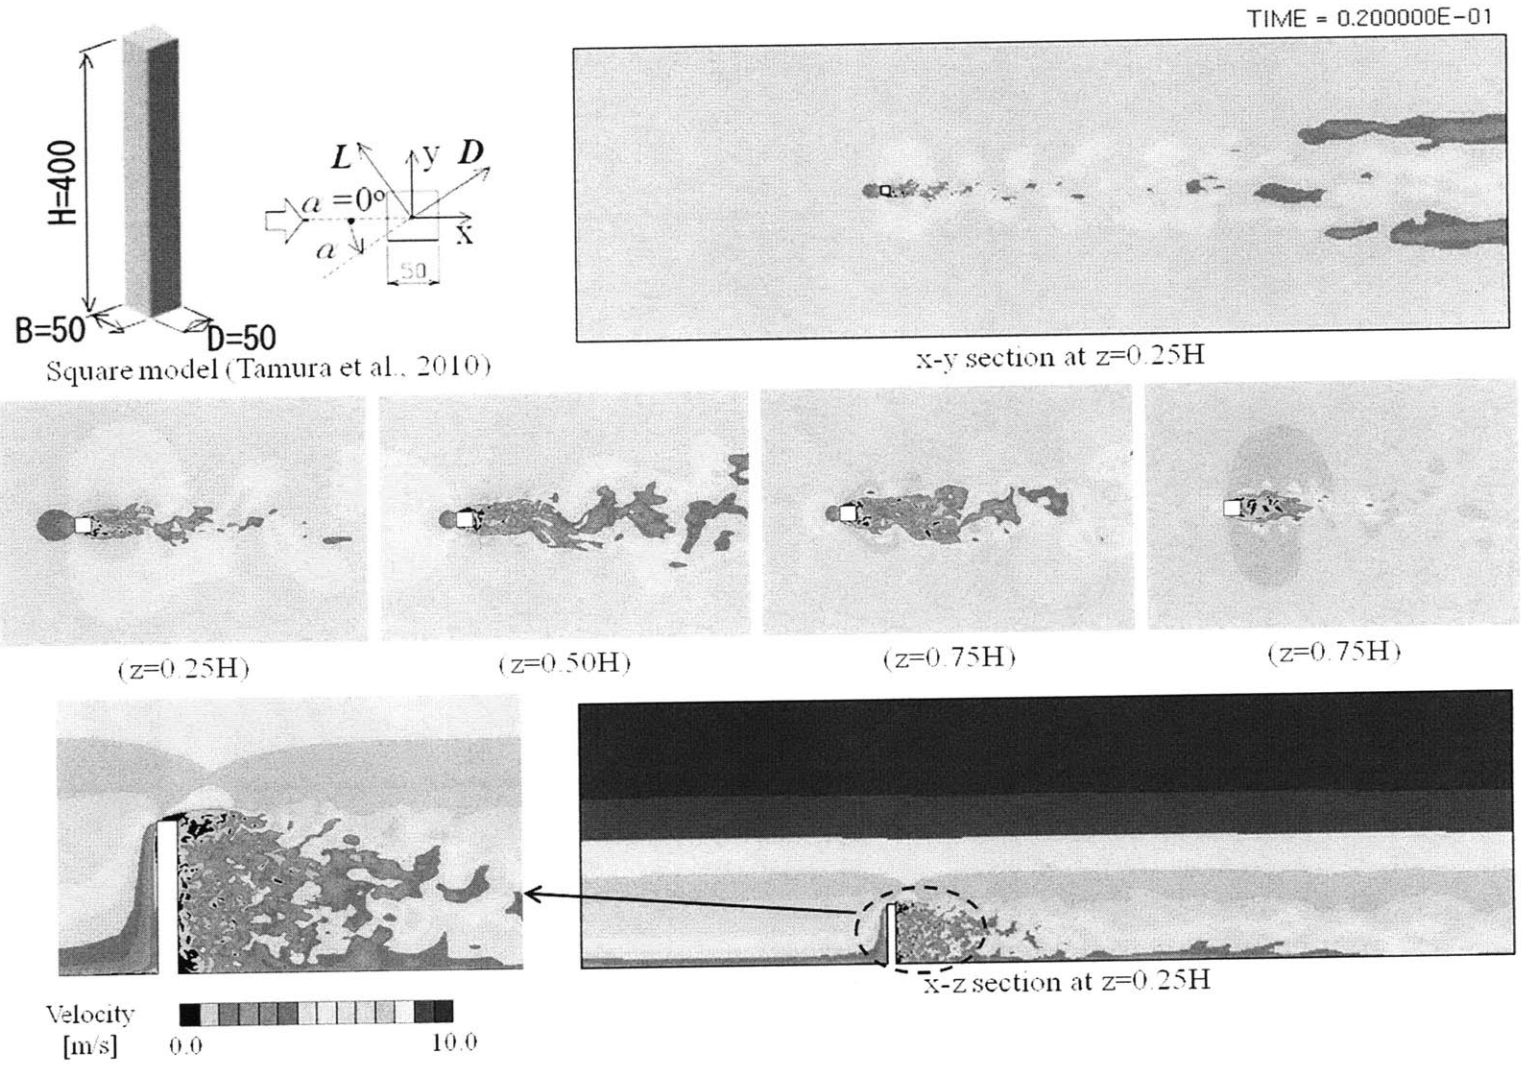 TIME = 0.200000E-01
H=400
L
y
D
α =0°
x
α
50
B=50
D=50
Square model (Tamura et al., 2010)
x-y section at z=0.25H
(z=0.25H)
(z=0.50H)
(z=0.75H)
(z=0.75H)
x-z section at z=0.25H
Velocity
[m/s]
0.0
10.0